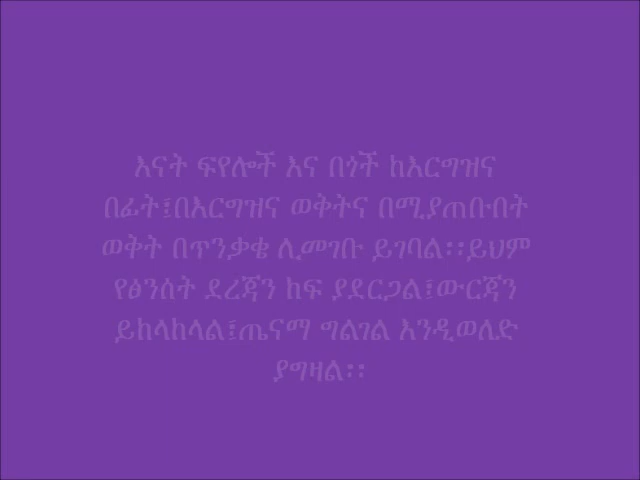 እናት ፍየሎች እና በጎች ከእርግዝና
በፊት፤በእርግዝና ወቅትና በሚያጠቡበት
ወቅት በጥንቃቄ ሊመገቡ ይገባል፡፡ይህም
የፅንሰት ደረጃን ከፍ ያደርጋል፤ውርጃን
ይከላከላል፤ጤናማ ግልገል እንዲወለድ
ያግዛል፡፡